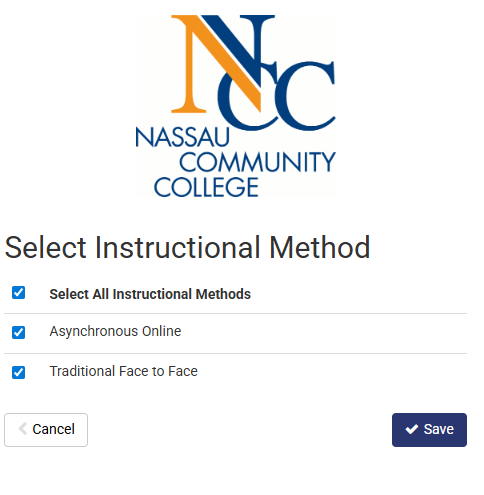 NCC
NASSAU
COMMUNITY
COLLEGE
Select Instructional Method
Select All Instructional Methods
Asynchronous Online
Traditional Face to Face
Cancel
Save